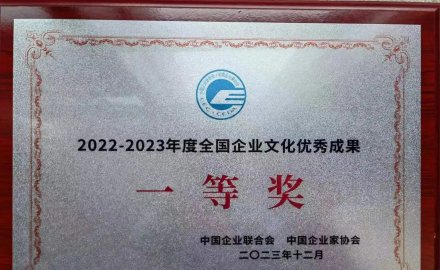 2022-2023年度全国企业文化优秀成果
一等奖
中国企业联合会 中国企业家协会
二〇二三年十二月